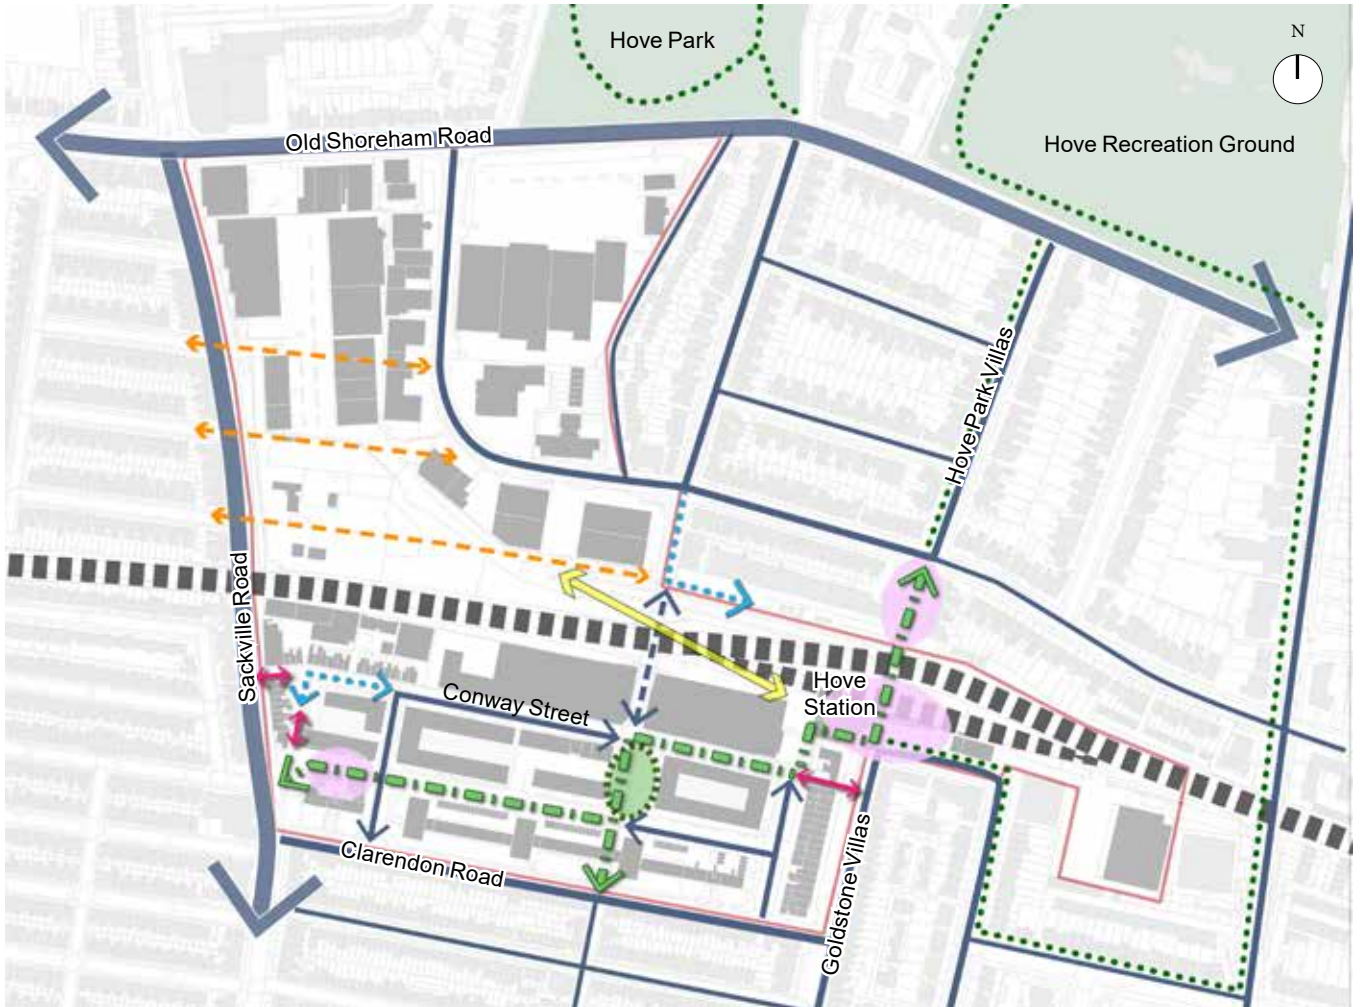 Hove Park
N
Old Shoreham Road
Hove Recreation Ground
Hove Park Villas
Sackville Road
Hove
Station
Conway Street
Clarendon Road
Goldstone Villas